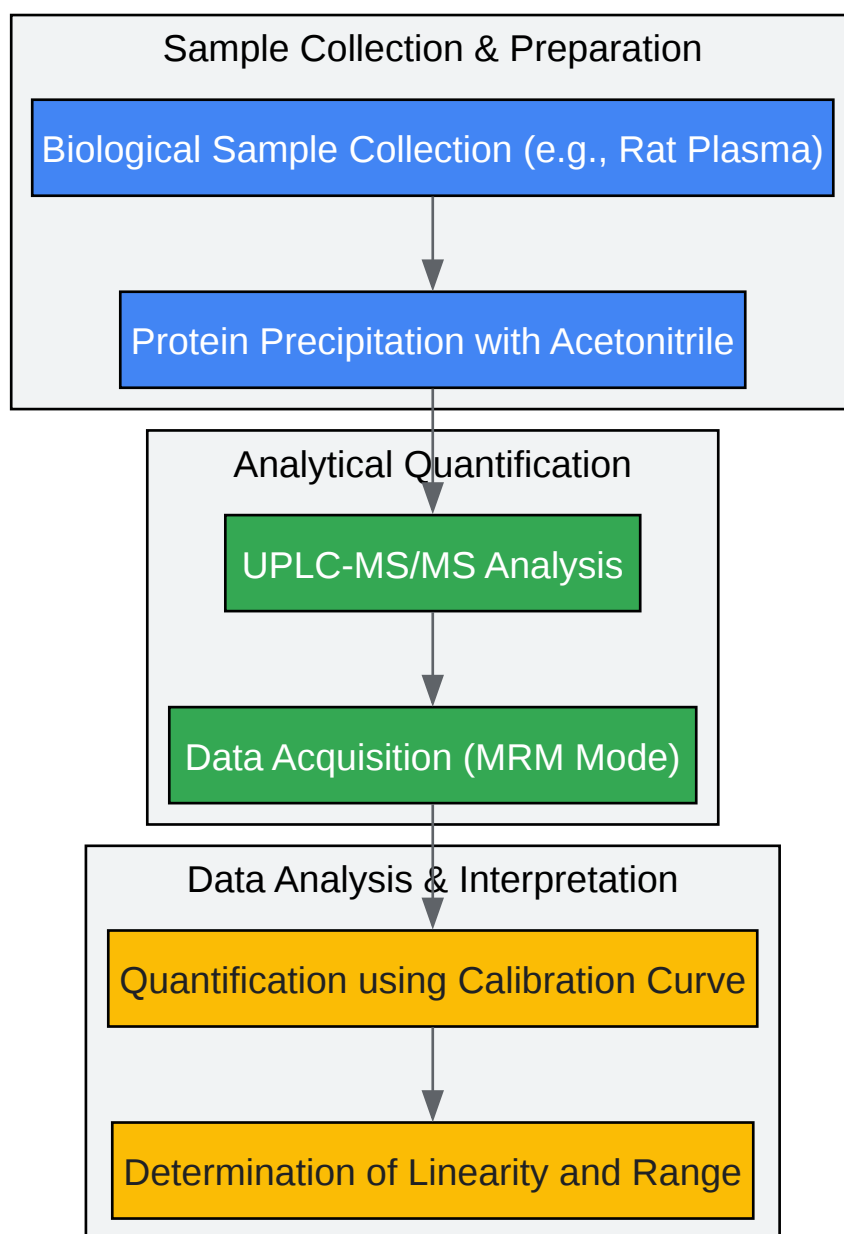 Sample Collection & Preparation
Biological Sample Collection (e.g., Rat Plasma)
Protein Precipitation with Acetonitrile
Analytical Quantification
UPLC-MS/MS Analysis
Data Acquisition (MRM Mode)
Data Analysis & Interpretation
Quantification using Calibration Curve
Determination of Linearity and Range